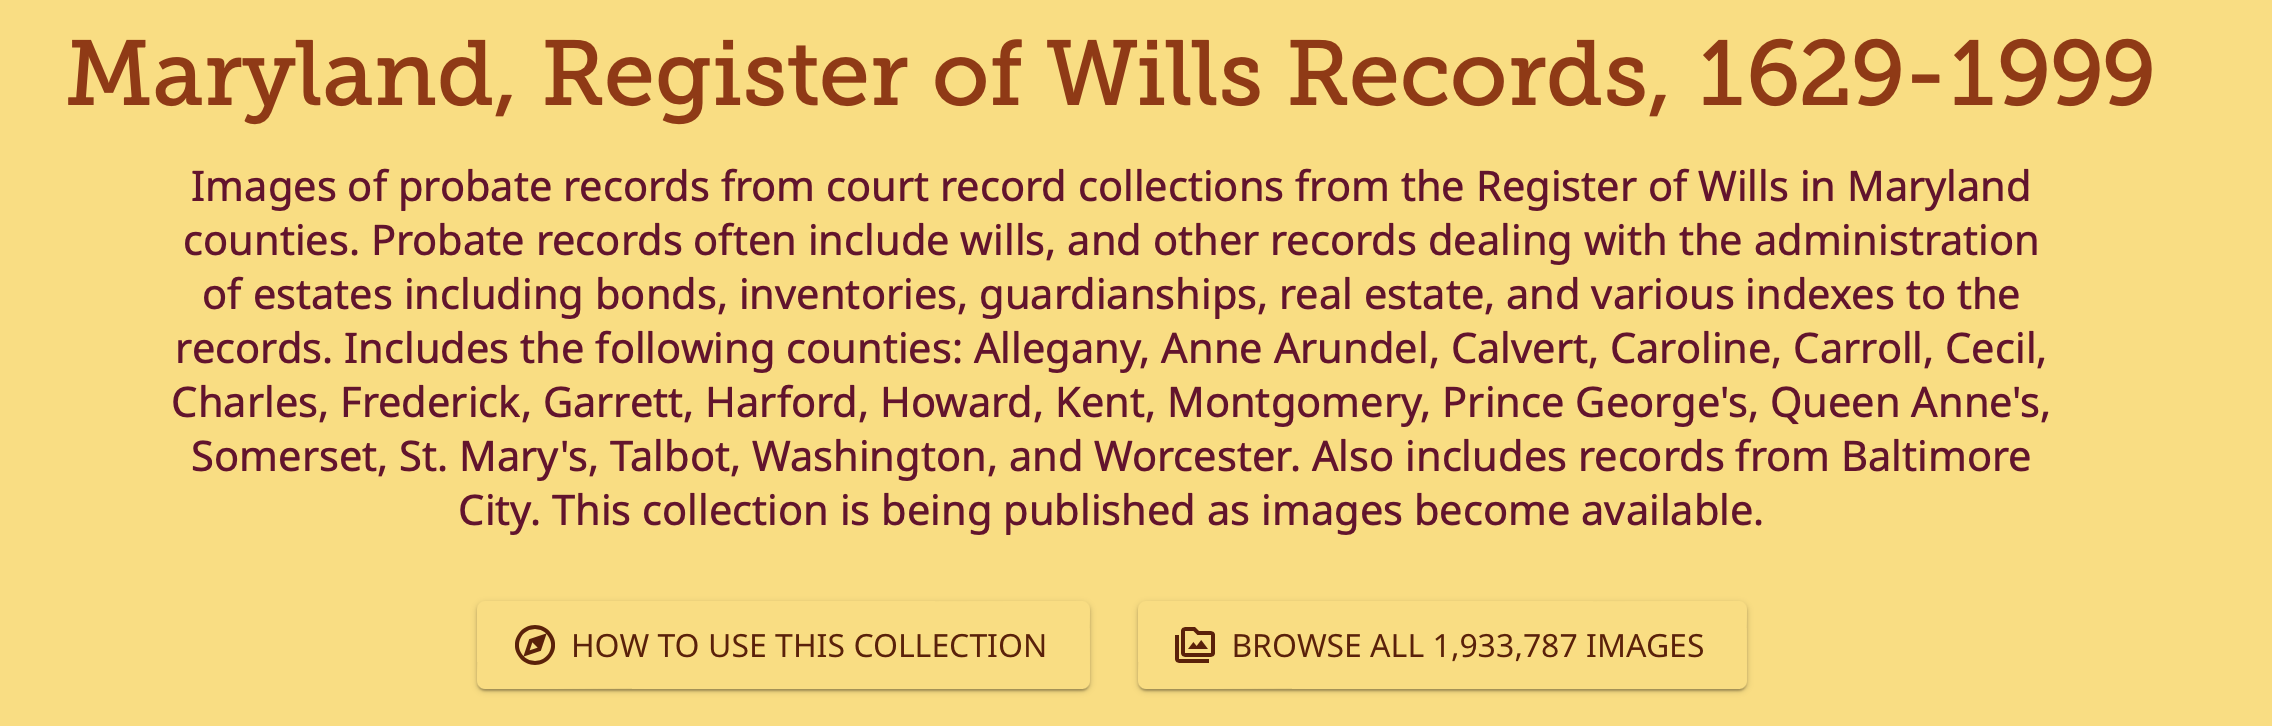 Maryland, Register of Wills Records, 1629-1999
Images of probate records from court record collections from the Register of Wills in Maryland
counties. Probate records often include wills, and other records dealing with the administration
of estates including bonds, inventories, guardianships, real estate, and various indexes to the
records. Includes the following counties: Allegany, Anne Arundel, Calvert, Caroline, Carroll, Cecil,
Charles, Frederick, Garrett, Harford, Howard, Kent, Montgomery, Prince George's, Queen Anne's,
Somerset, St. Mary's, Talbot, Washington, and Worcester. Also includes records from Baltimore
City. This collection is being published as images become available.
HOW TO USE THIS COLLECTION
BROWSE ALL 1,933,787 IMAGES